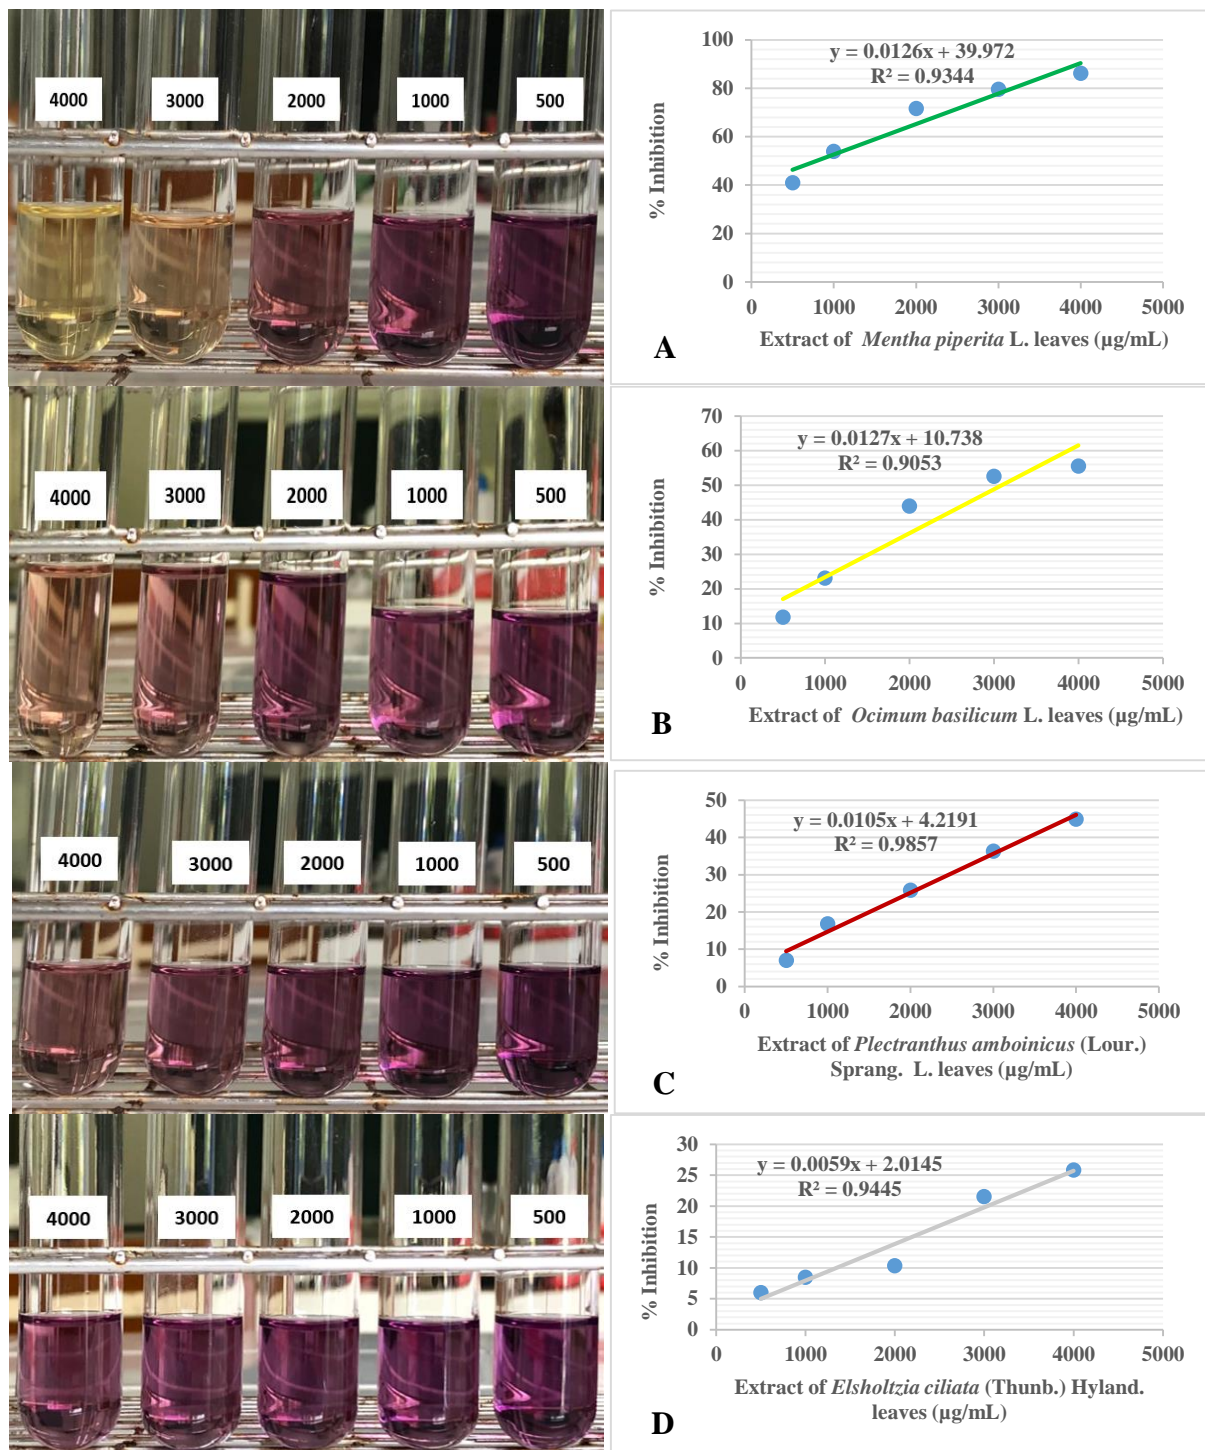 4000 3000 2000 1000 500
100
80
60
40
20
0
% Inhibition
y = 0.0126x + 39.972
R² = 0.9344
0 1000 2000 3000 4000 5000
Extract of Mentha piperita L. leaves (µg/mL)
A
4000 3000 2000 1000 500
70
60
50
40
30
20
10
0
% Inhibition
y = 0.0127x + 10.738
R² = 0.9053
0 1000 2000 3000 4000 5000
Extract of Ocimum basilicum L. leaves (µg/mL)
B
4000 3000 2000 1000 500
50
40
30
20
10
0
% Inhibition
y = 0.0105x + 4.2191
R² = 0.9857
0 1000 2000 3000 4000 5000
Extract of Plectranthus amboinicus (Lour.)
Sprang. L. leaves (µg/mL)
C
4000 3000 2000 1000 500
30
25
20
15
10
5
0
% Inhibition
y = 0.0059x + 2.0145
R² = 0.9445
0 1000 2000 3000 4000 5000
Extract of Elsholtzia ciliata (Thunb.) Hyland.
leaves (µg/mL)
D